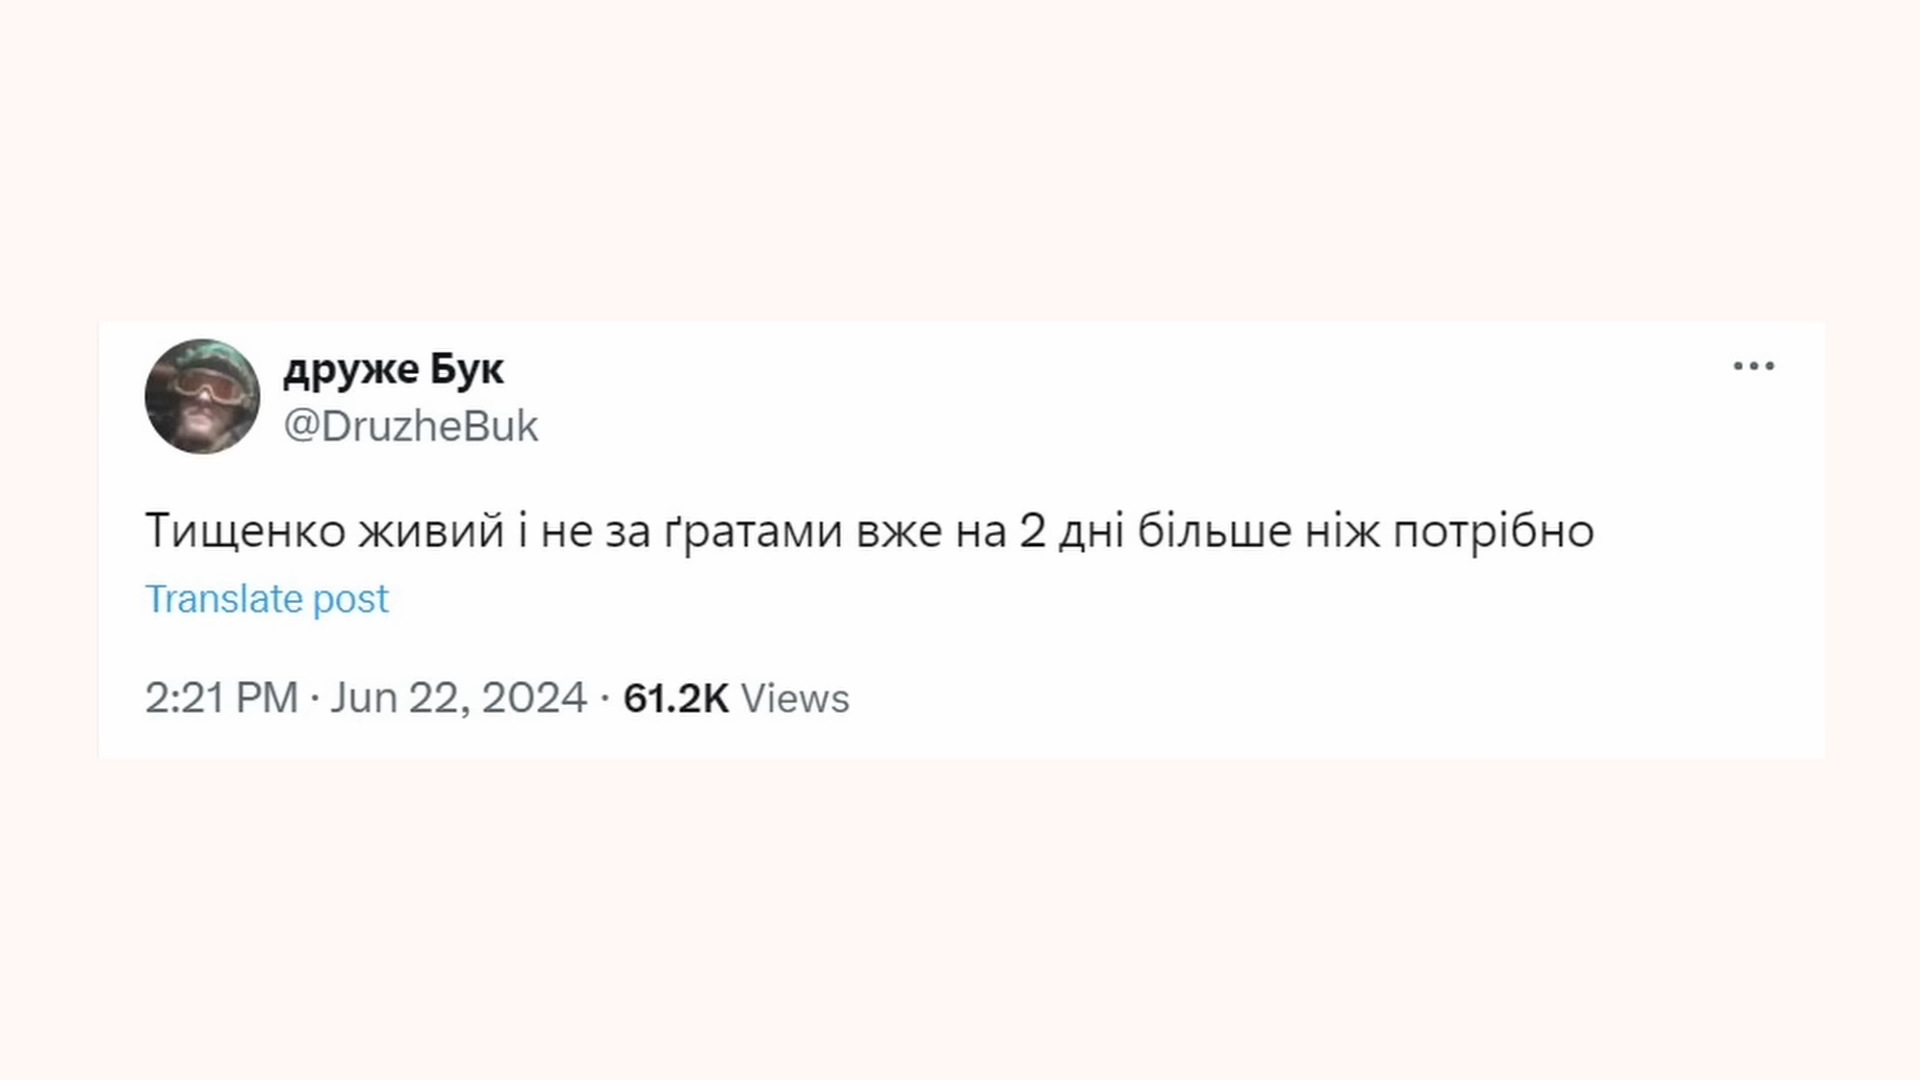 друже Бук
@DruzheBuk
Тищенко живий і не за ґратами вже на 2 дні більше ніж потрібно
Translate post
2:21 PM · Jun 22, 2024 · 61.2K Views